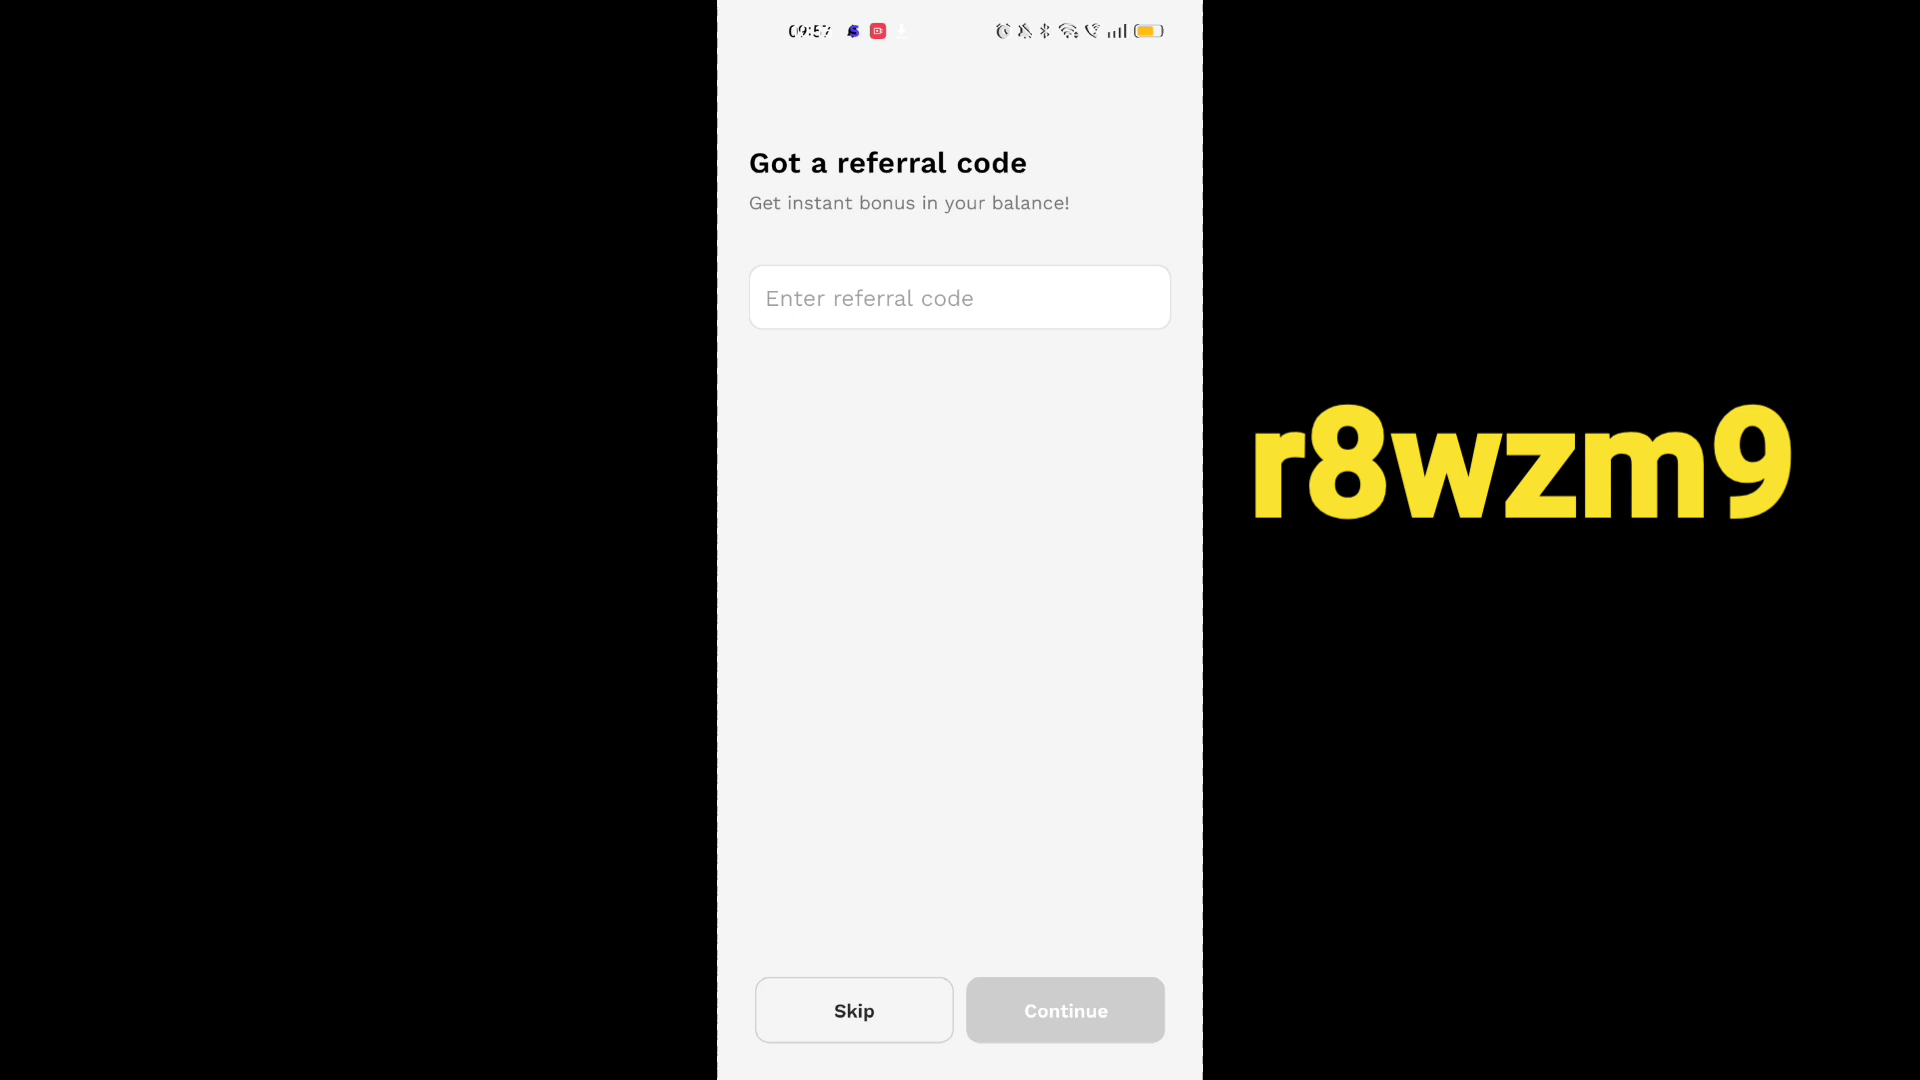 09:57
Got a referral code
Get instant bonus in your balance!
Enter referral code
r8wzm9
Skip
Continue